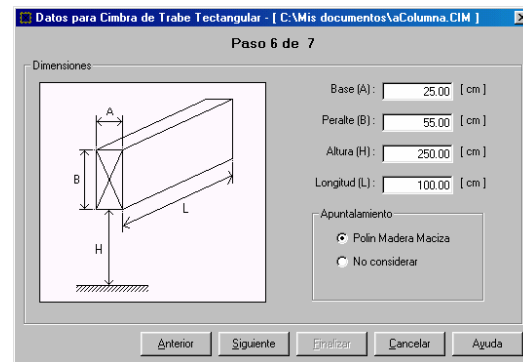 Datos para Cimbra de Trabe Tectangular - [ C:\Mis documentos\aColumna.CIM ]
Paso 6 de 7
Dimensiones
A
B
H
L
Base (A) : 25.00 [ cm ]
Peralte (B) : 55.00 [ cm ]
Altura (H) : 250.00 [ cm ]
Longitud (L) : 100.00 [ cm ]
Apuntalamiento
Polin Madera Maciza
No considerar
Anterior Siguiente Finalizar Cancelar Ayuda